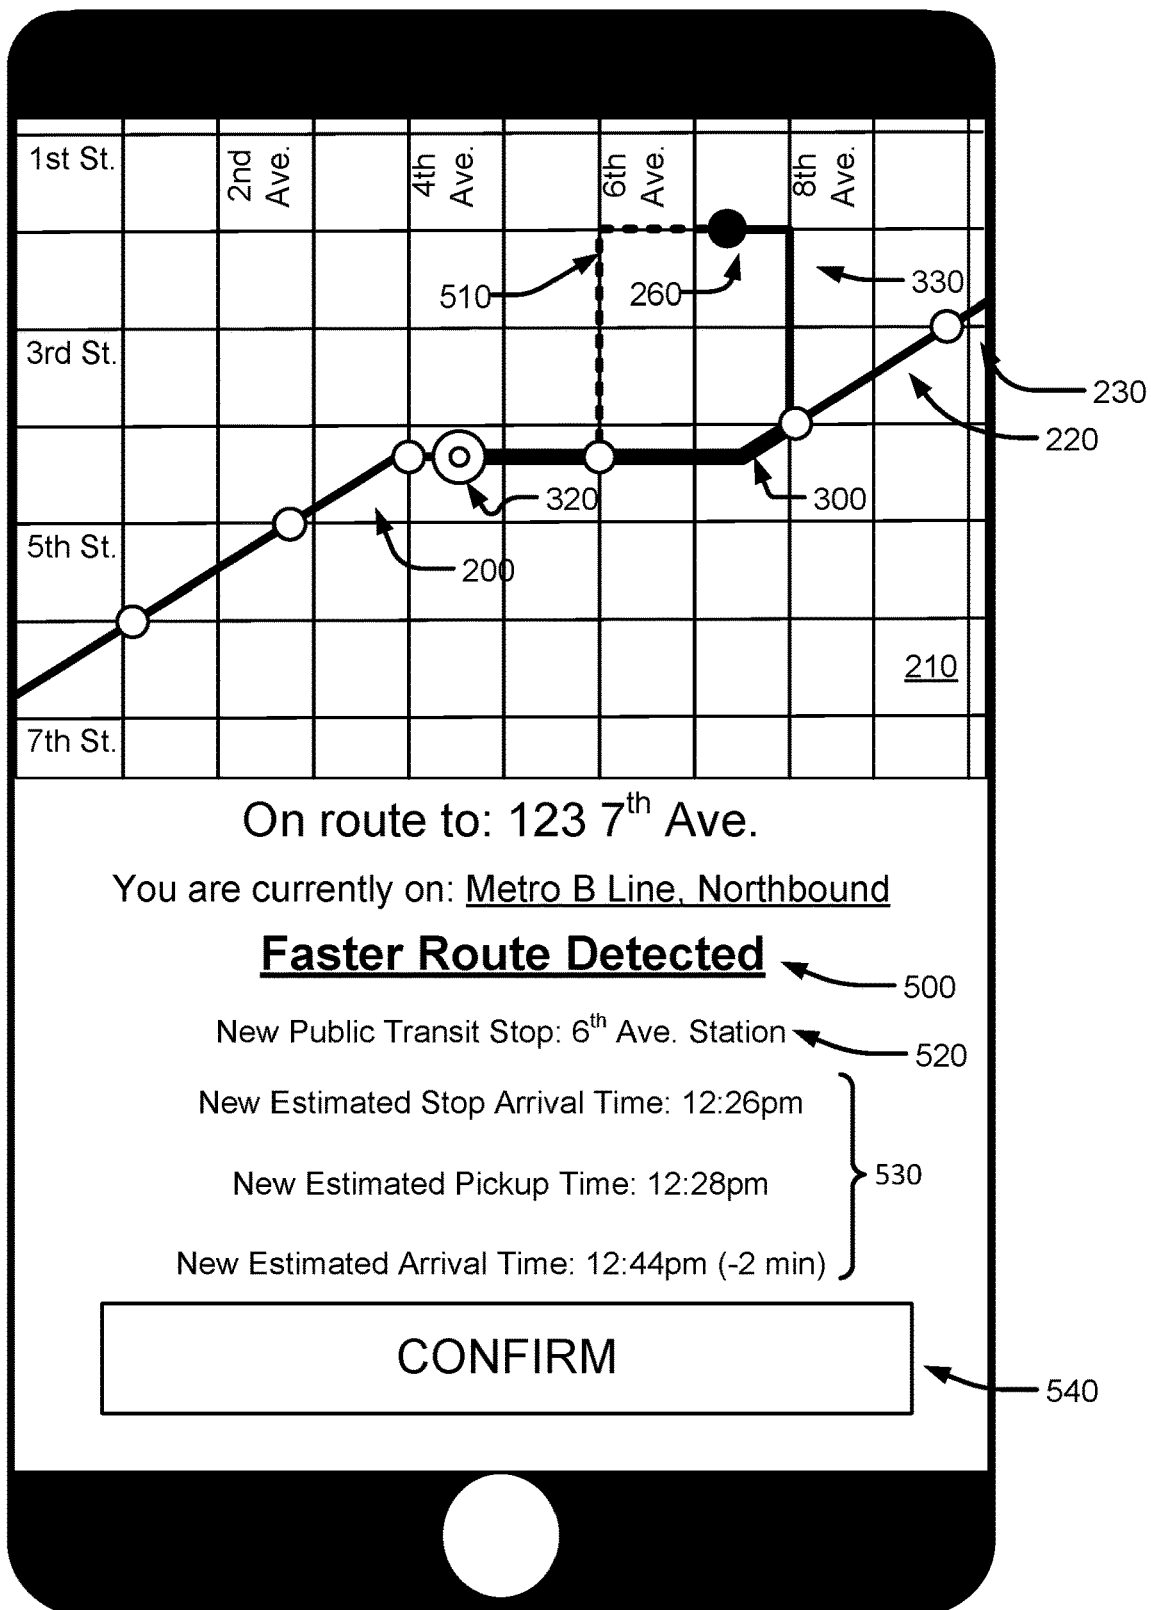 1st St.
2nd Ave.
4th Ave.
6th Ave.
8th Ave.
510
260
330
3rd St.
230
220
320
300
5th St.
200
210
7th St.
On route to: 123 7th Ave.
You are currently on: Metro B Line, Northbound
Faster Route Detected
500
New Public Transit Stop: 6th Ave. Station
520
New Estimated Stop Arrival Time: 12:26pm
New Estimated Pickup Time: 12:28pm
530
New Estimated Arrival Time: 12:44pm (-2 min)
CONFIRM
540